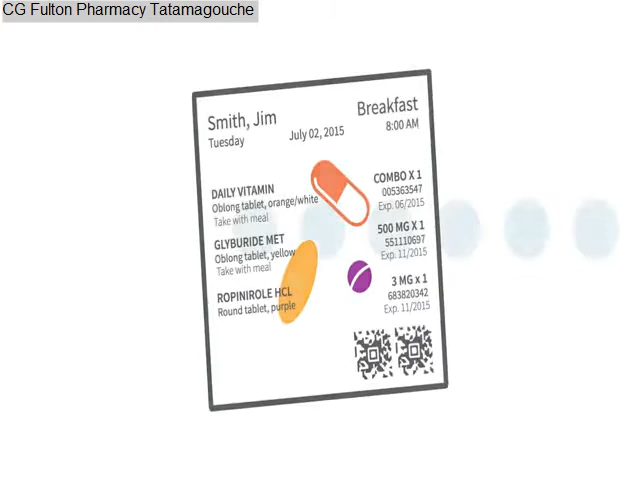 CG Fulton Pharmacy Tatamagouche
Smith, Jim
Breakfast
Tuesday
July 02, 2015
8:00 AM
DAILY VITAMIN
COMBO X 1
Oblong tablet, orange/white
005363547
Take with meal
Exp. 06/2015
GLYBURIDE MET
500 MG X 1
Oblong tablet, yellow
551110697
Take with meal
Exp. 11/2015
ROPINIROLE HCL
3 MG x 1
Round tablet, purple
683820342
Exp. 11/2015